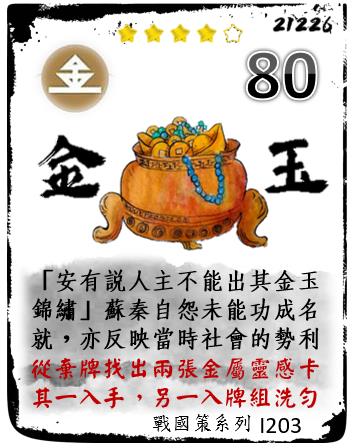 21226
金
80
金 玉
「安有説人主不能出其金玉
錦繡」蘇秦自怨未能功成名
就，亦反映當時社會的勢利
從棄牌找出兩張金屬靈感卡
其一入手，另一入牌組洗勻
戰國策系列 I203